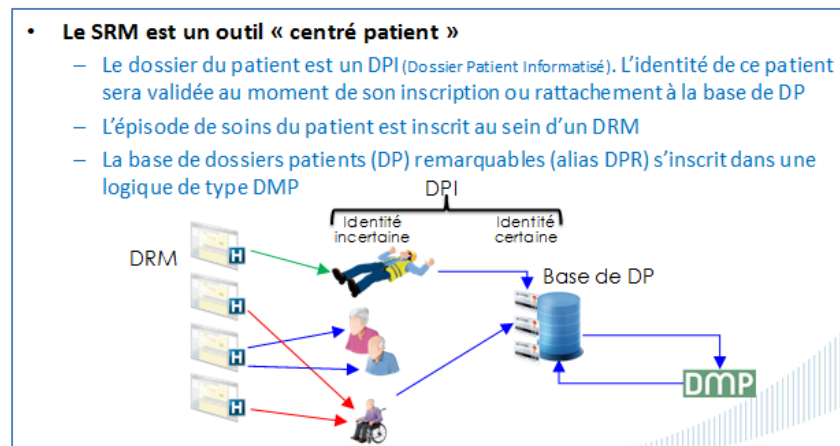 • Le SRM est un outil « centré patient »
– Le dossier du patient est un DPI (Dossier Patient Informatisé). L'identité de ce patient
sera validée au moment de son inscription ou rattachement à la base de DP
– L'épisode de soins du patient est inscrit au sein d'un DRM
– La base de dossiers patients (DP) remarquables (alias DPR) s'inscrit dans une
logique de type DMP
DPI
Identité
incertaine
Identité
certaine
DRM
H
Base de DP
H
H
DMP
H